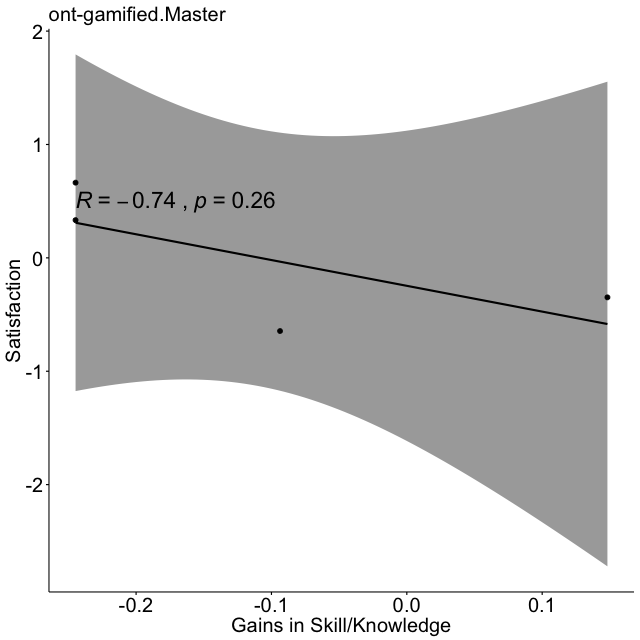 ont-gamified.Master
2
1
R = −0.74 , p = 0.26
0
-1
-2
Satisfaction
-0.2 -0.1 0.0 0.1
Gains in Skill/Knowledge